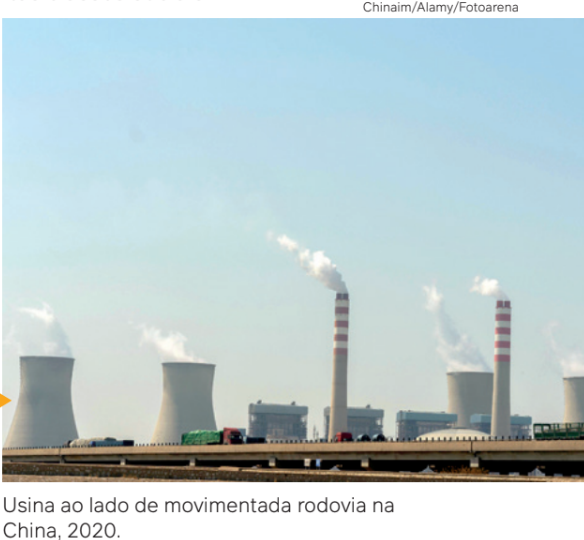 Chinaim/Alamy/Fotoarena
Usina ao lado de movimentada rodovia na
China, 2020.